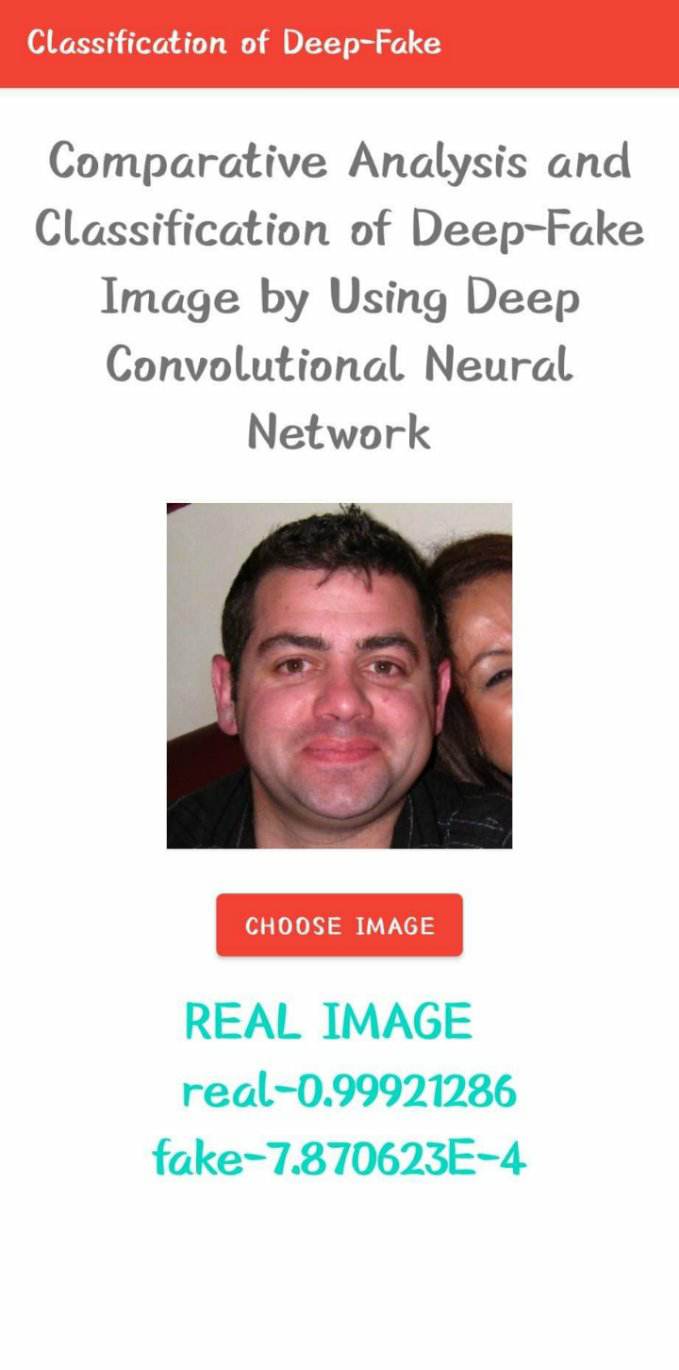 Classification of Deep-Fake
Comparative Analysis and
Classification of Deep-Fake
Image by Using Deep
Convolutional Neural
Network
CHOOSE IMAGE
REAL IMAGE
real-0.99921286
fake-7.870623E-4